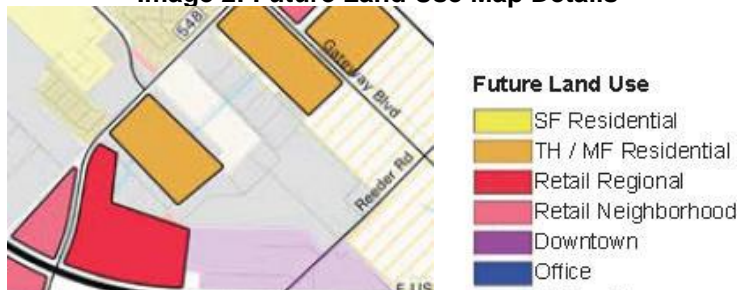 548
Gateway Blvd
Reeder Rd
E US
Future Land Use
SF Residential
TH / MF Residential
Retail Regional
Retail Neighborhood
Downtown
Office